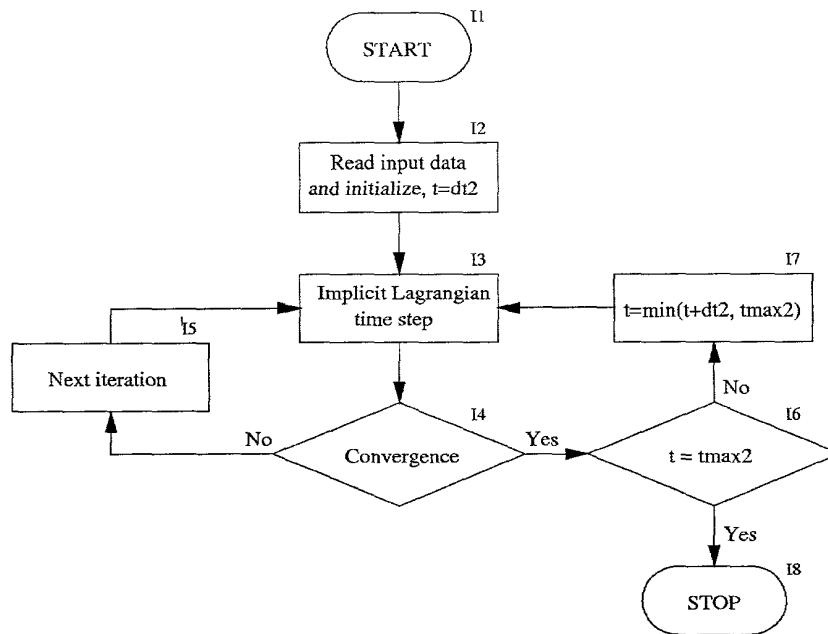 I1
START
I2
Read input data
and initialize, t=dt2
I3
Implicit Lagrangian
time step
I7
t=min(t+dt2, tmax2)
I5
Next iteration
No
I4
Convergence
Yes
No
I6
t = tmax2
Yes
I8
STOP